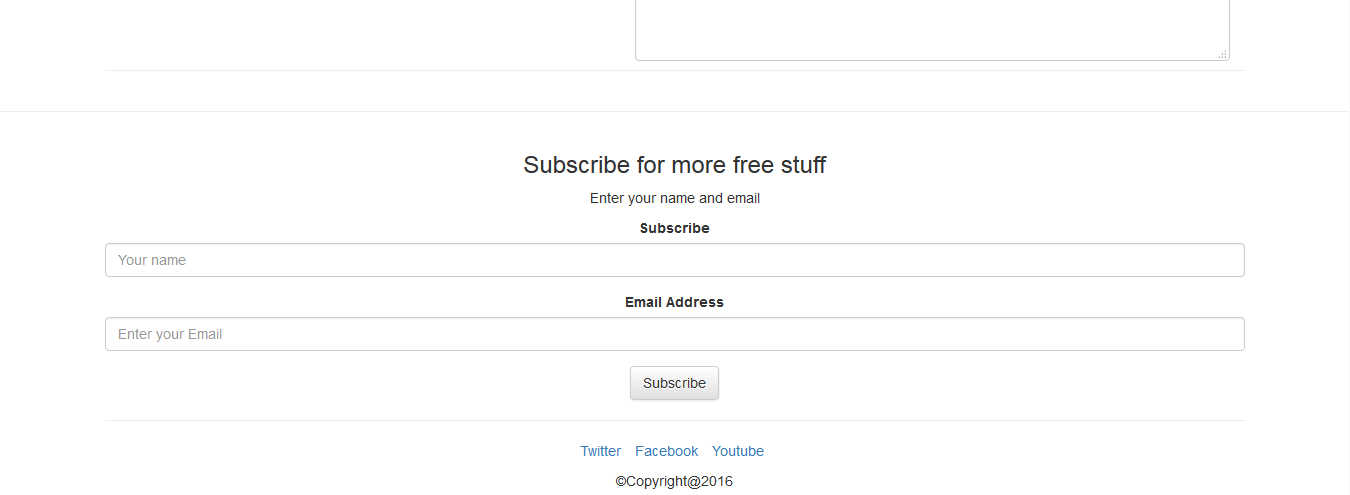 Subscribe for more free stuff
Enter your name and email
Subscribe
Your name
Email Address
Enter your Email
Subscribe
Twitter Facebook Youtube
©Copyright@2016